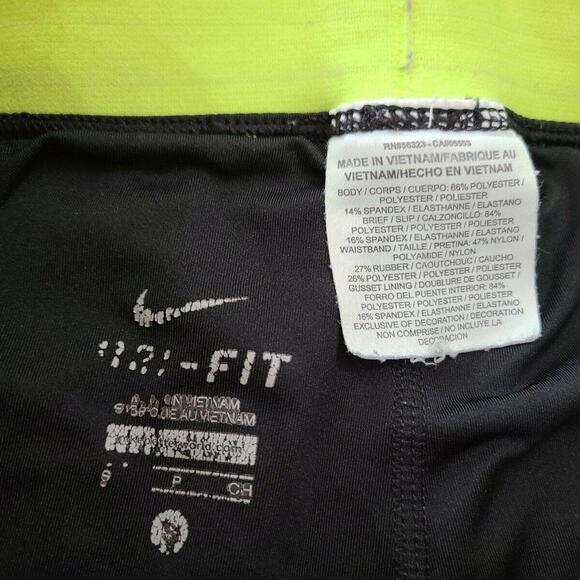 RN#56323 - CA#05553
MADE IN VIETNAM/FABRIQUE AU
VIETNAM/HECHO EN VIETNAM
BODY / CORPS / CUERPO: 86% POLYESTER /
POLYESTER / POLIESTER
14% SPANDEX / ELASTHANNE / ELASTANO
BRIEF / SLIP / CALZONCILLO: 84%
POLYESTER / POLYESTER / POLIESTER
16% SPANDEX / ELASTHANNE / ELASTANO
WAISTBAND / TAILLE / PRETINA: 47% NYLON /
POLYAMIDE / NYLON
27% RUBBER / CAOUTCHOUC / CAUCHO
26% POLYESTER / POLYESTER / POLIESTER
GUSSET LINING / DOUBLURE DE GOUSSET /
FORRO DEL PUENTE INTERIOR: 84%
POLYESTER / POLYESTER / POLIESTER
16% SPANDEX / ELASTHANNE / ELASTANO
EXCLUSIVE OF DECORATION / DECORATION
NON COMPRISE / NO INCLUYE LA
DECORACION
-FIT
IN VIETNAM
AU VIETNAM
P CH
S